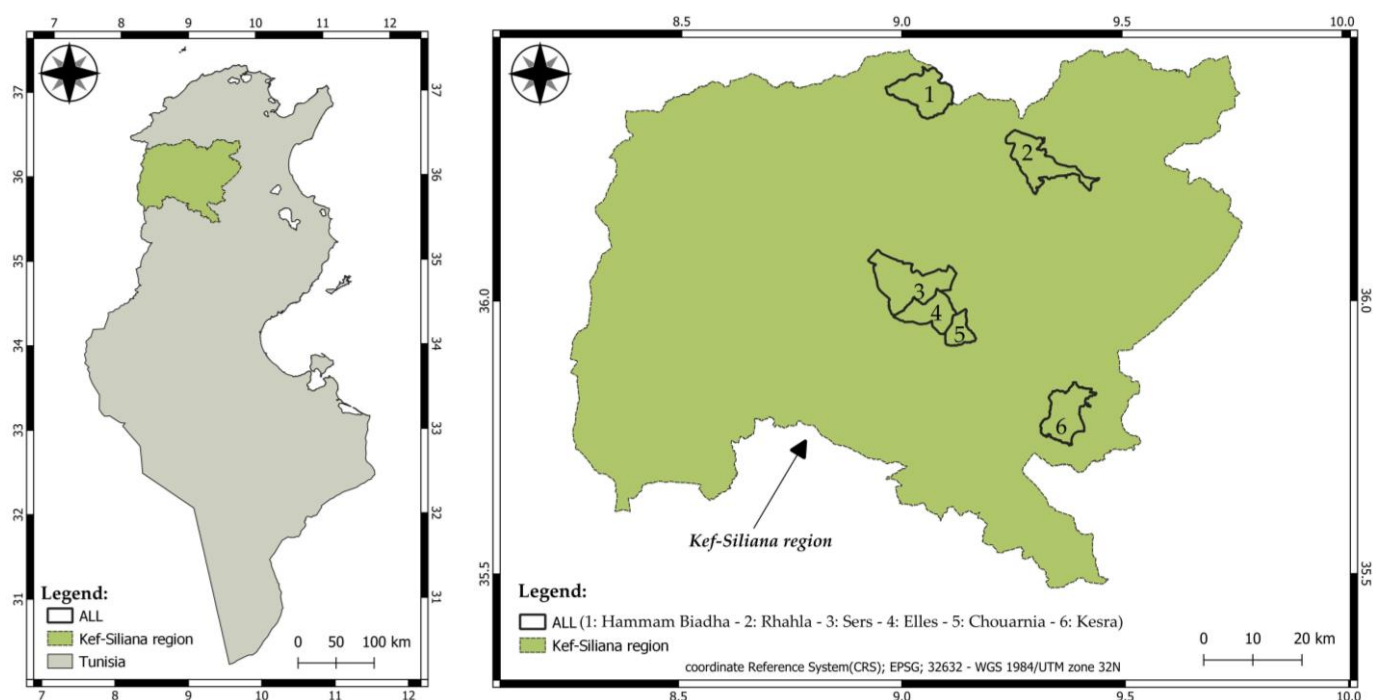 7 8 9 10 11 12
37 36 35 34 33 32 31
37 36 35 34 33 32 31
Legend:
ALL
Kef-Siliana region
Tunisia
0 50 100 km
7 8 9 10 11 12
8.5 9.0 9.5 10.0
36.0 35.5
36.0 35.5
1
2
3
4
5
6
Kef-Siliana region
Legend:
ALL (1: Hammam Biadha - 2: Rhahla - 3: Sers - 4: Elles - 5: Chouarnia - 6: Kesra)
Kef-Siliana region
0 10 20 km
coordinate Reference System(CRS); EPSG; 32632 - WGS 1984/UTM zone 32N
8.5 9.0 9.5 10.0